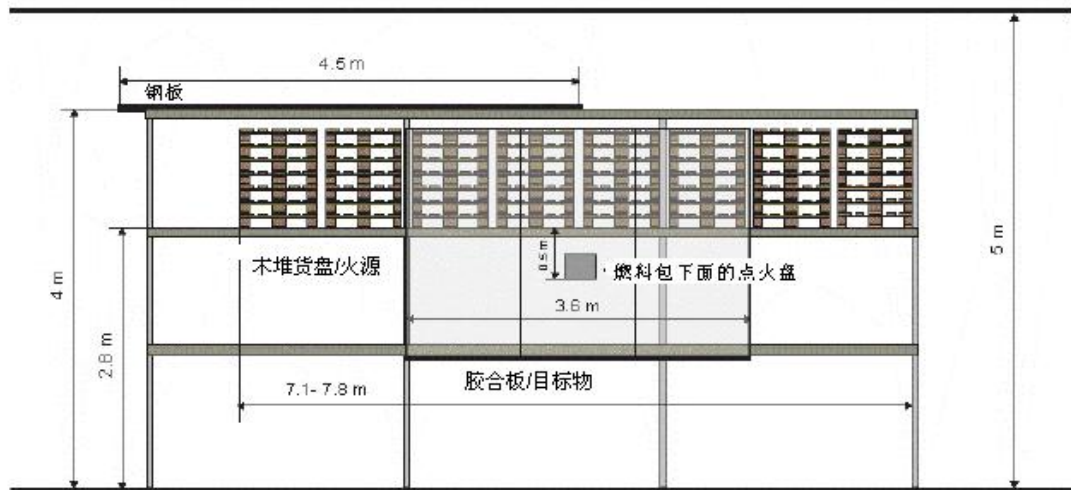 4.5 m
钢板
5 m
4 m
0.5 m
木堆货盘/火源
燃料包下面的点火盘
3.6 m
2.8 m
胶合板/目标物
7.1- 7.8 m